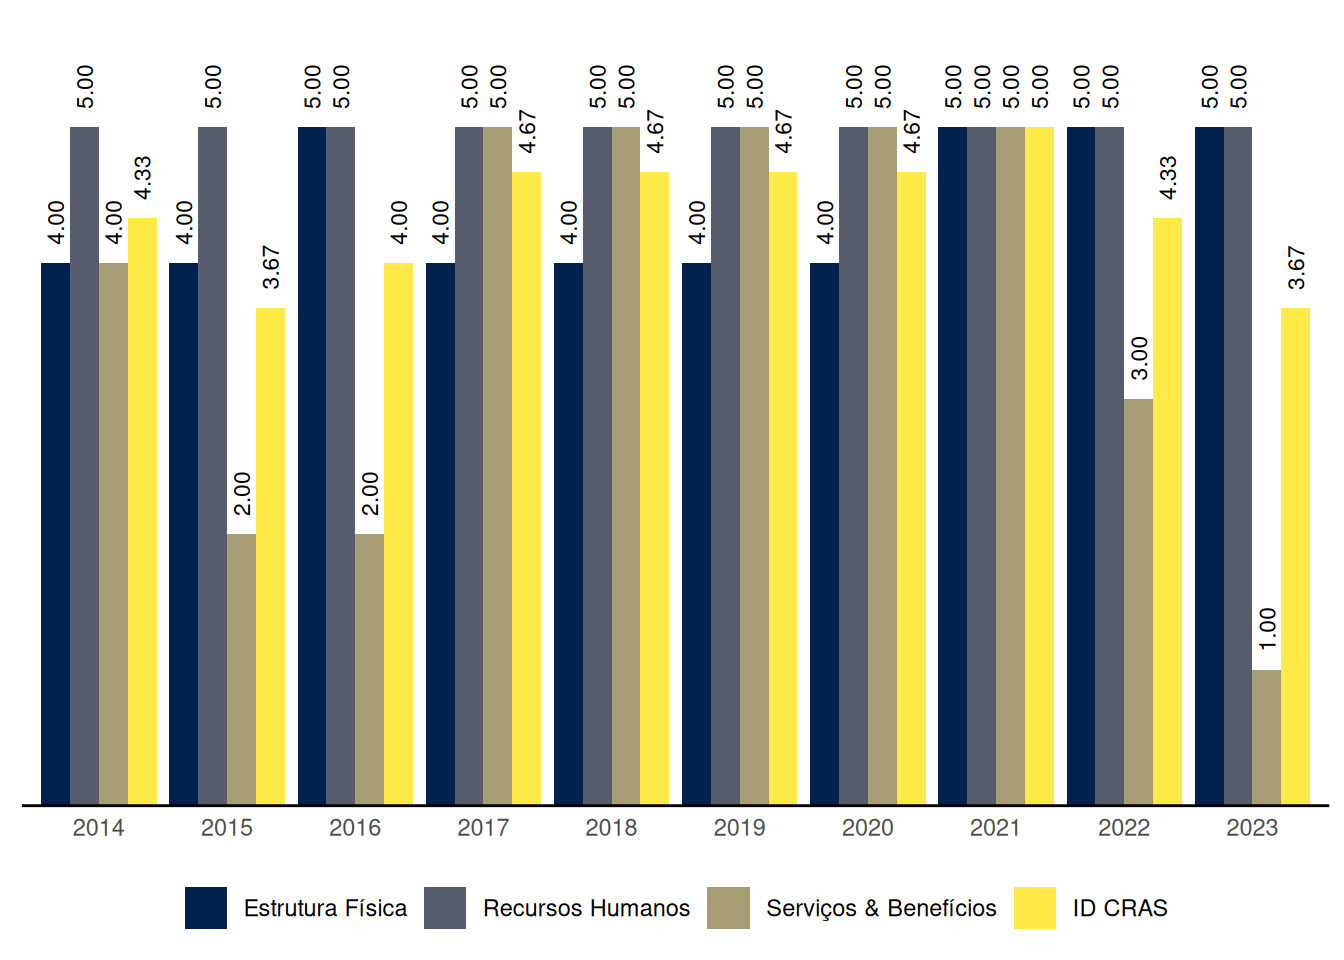 4.00 5.00 4.00 4.33
4.00 5.00 2.00 3.67
5.00 5.00 2.00 4.00
4.00 5.00 5.00 4.67
4.00 5.00 5.00 4.67
4.00 5.00 5.00 4.67
4.00 5.00 5.00 4.67
5.00 5.00 5.00 5.00
5.00 5.00 3.00 4.33
5.00 5.00 1.00 3.67
2014 2015 2016 2017 2018 2019 2020 2021 2022 2023
Estrutura Física Recursos Humanos Serviços & Benefícios ID CRAS